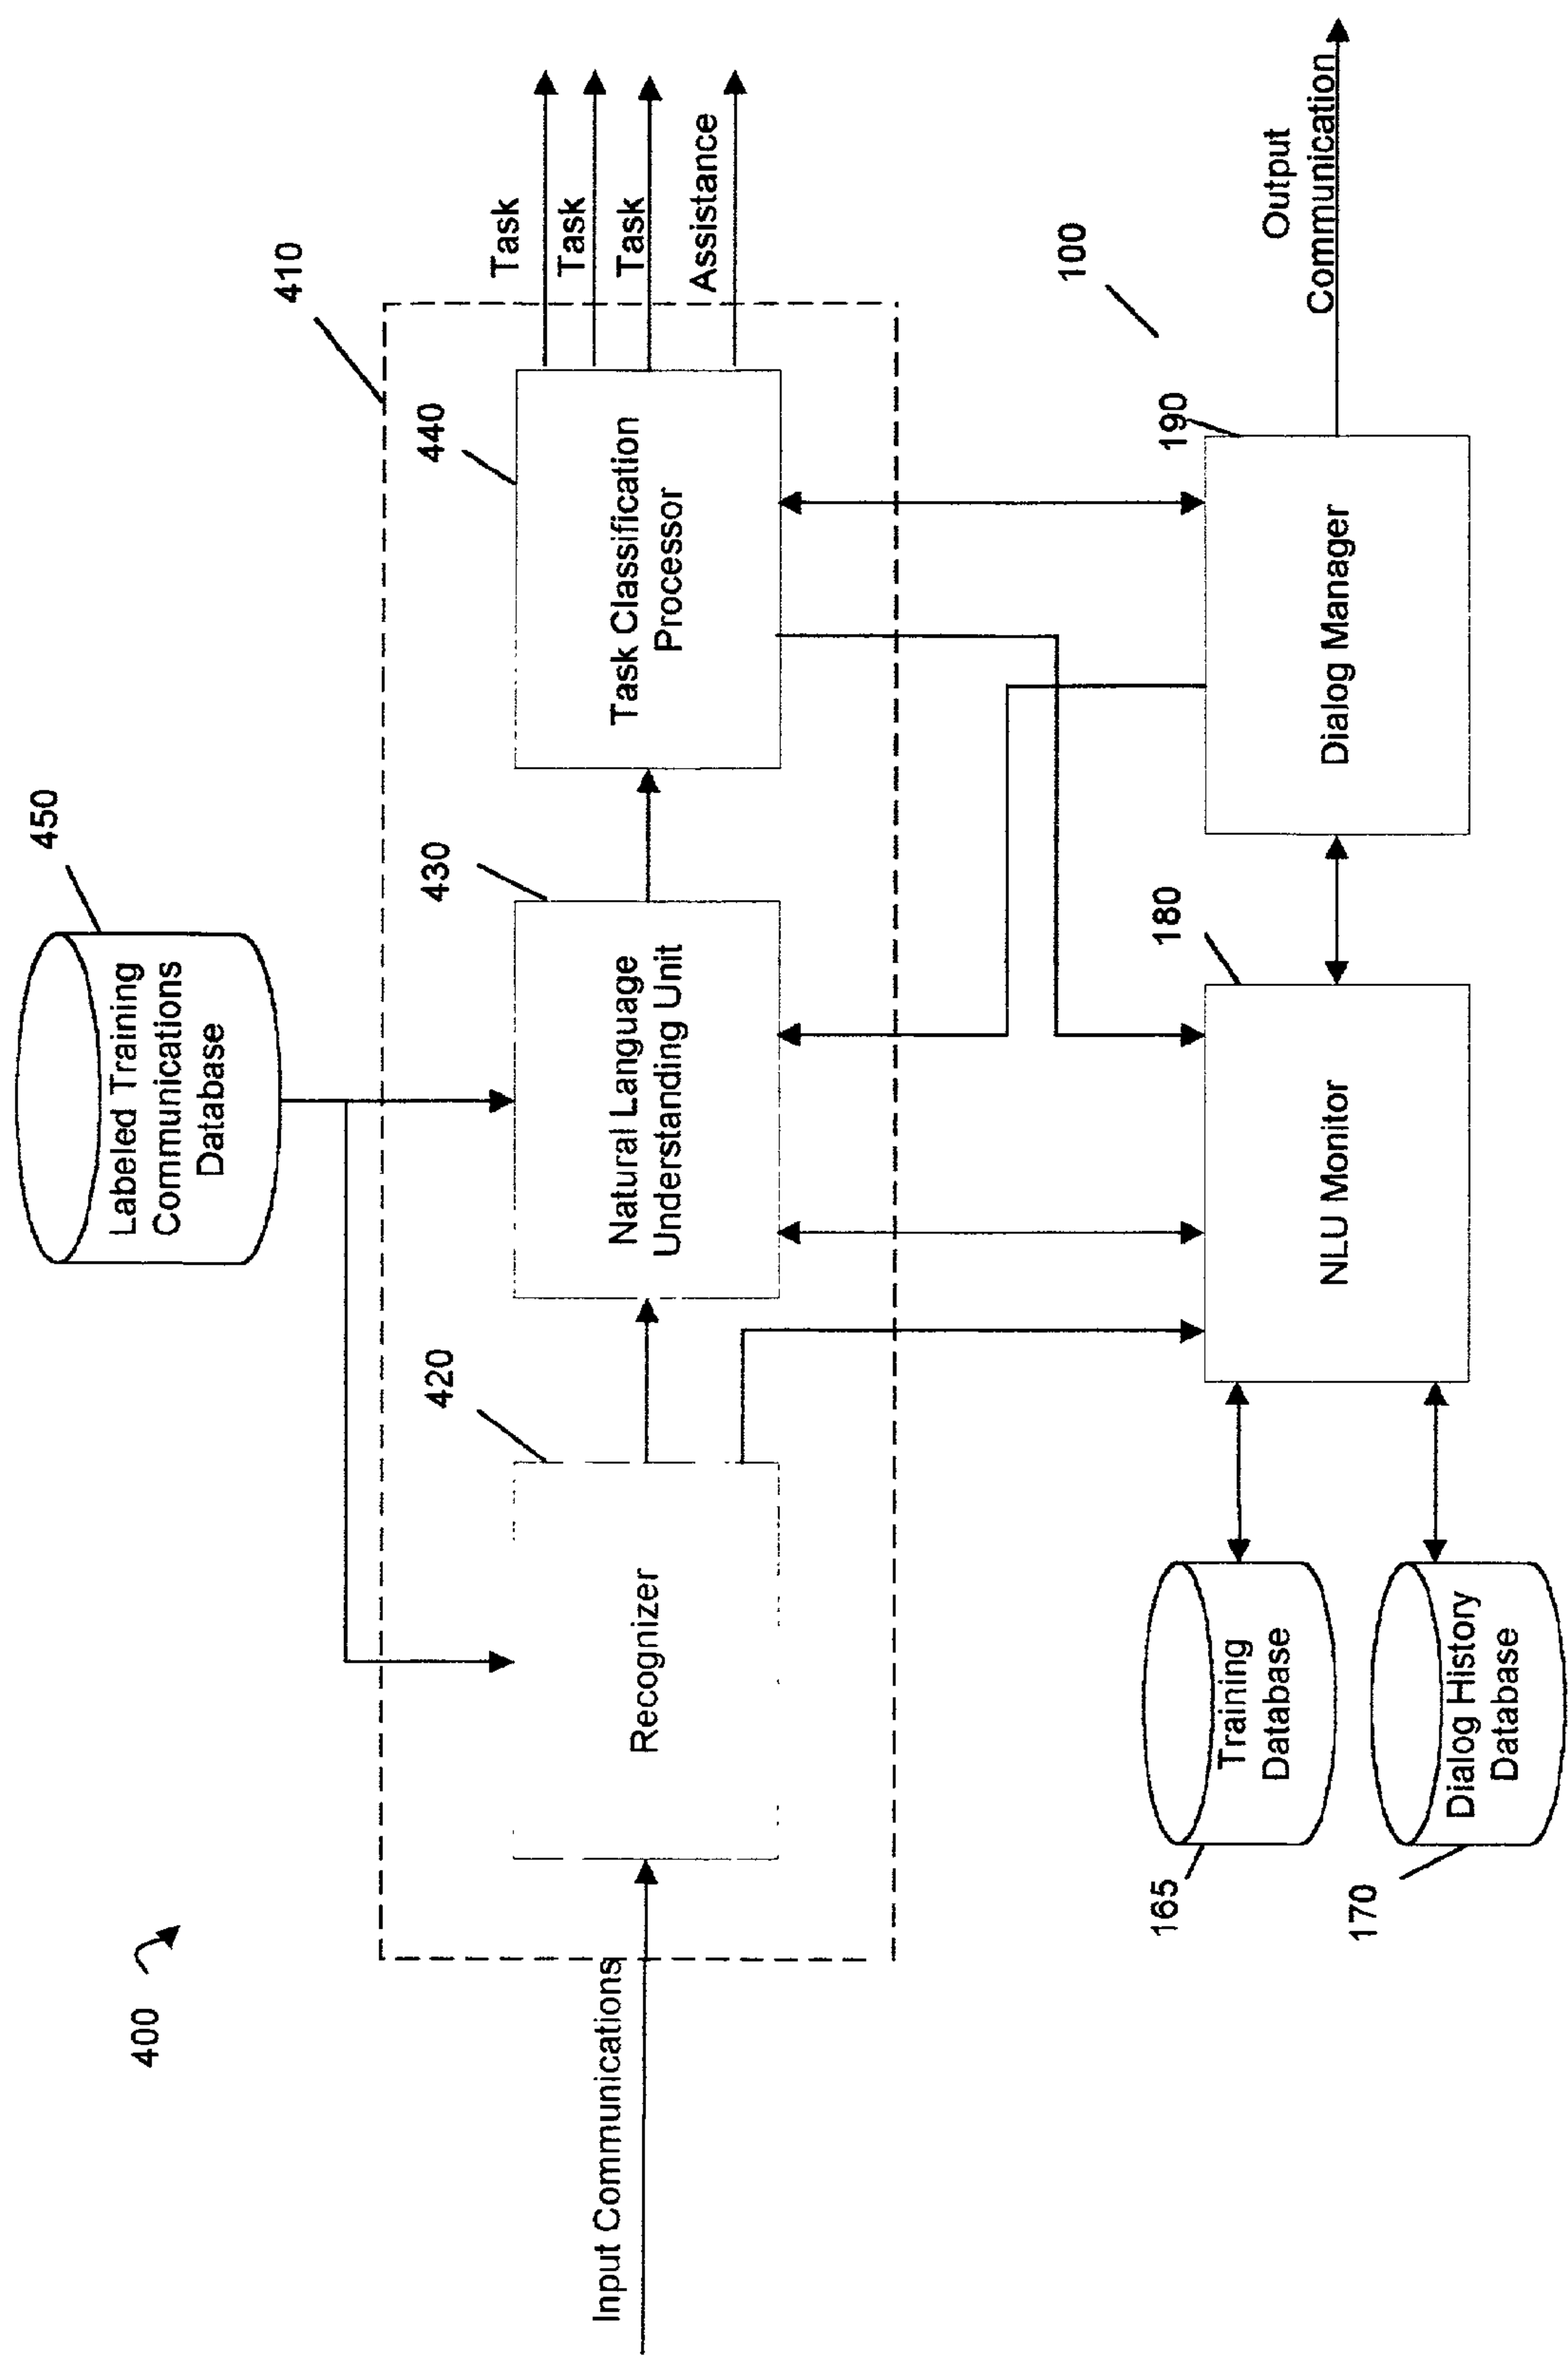 400
450
Labeled Training
Communications
Database
410
Input Communications
420
Recognizer
430
Natural Language
Understanding Unit
440
Task Classification
Processor
Task
Task
Task
Assistance
100
165
Training
Database
170
Dialog History
Database
180
NLU Monitor
190
Dialog Manager
Output
Communication